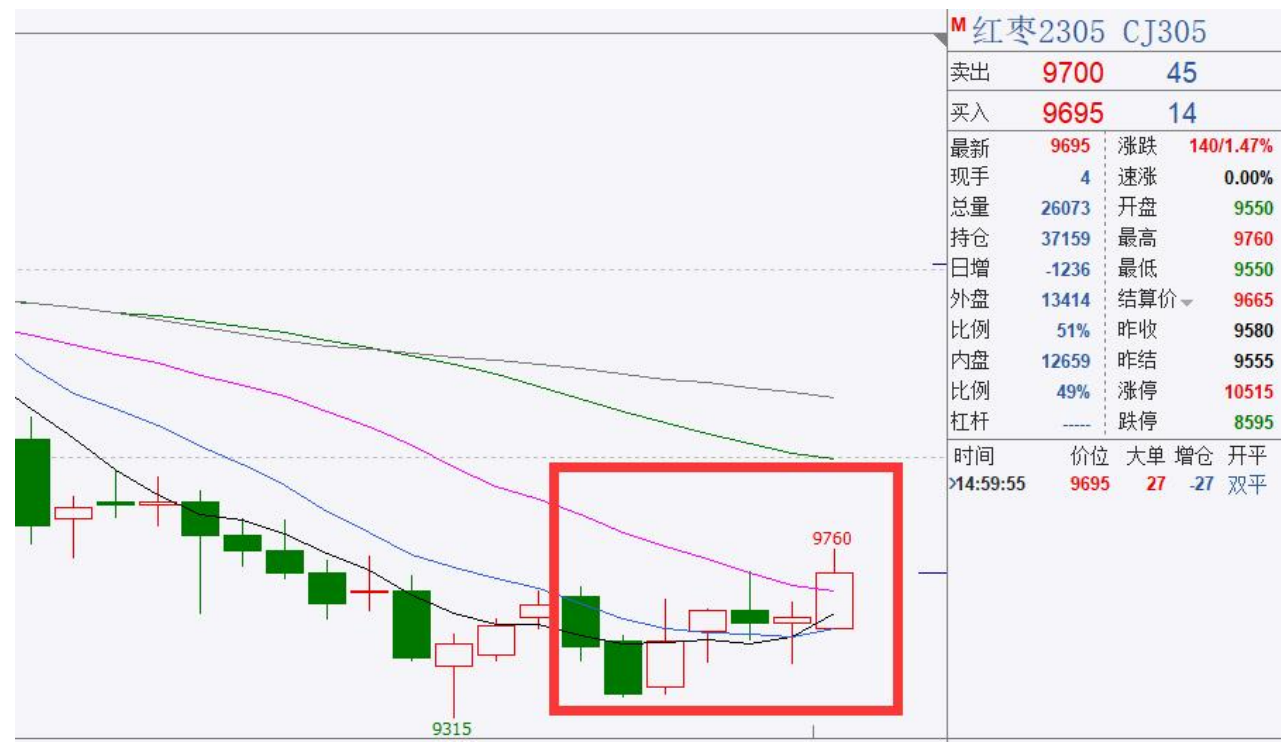 M 红枣2305 CJ305
卖出 9700 45
买入 9695 14
最新 9695 涨跌 140/1.47%
现手 4 速涨 0.00%
总量 26073 开盘 9550
持仓 37159 最高 9760
日增 -1236 最低 9550
外盘 13414 结算价 9665
比例 51% 昨收 9580
内盘 12659 昨结 9555
比例 49% 涨停 10515
杠杆 ----- 跌停 8595
时间 价位 大单 增仓 开平
14:59:55 9695 27 -27 双平
9760
9315